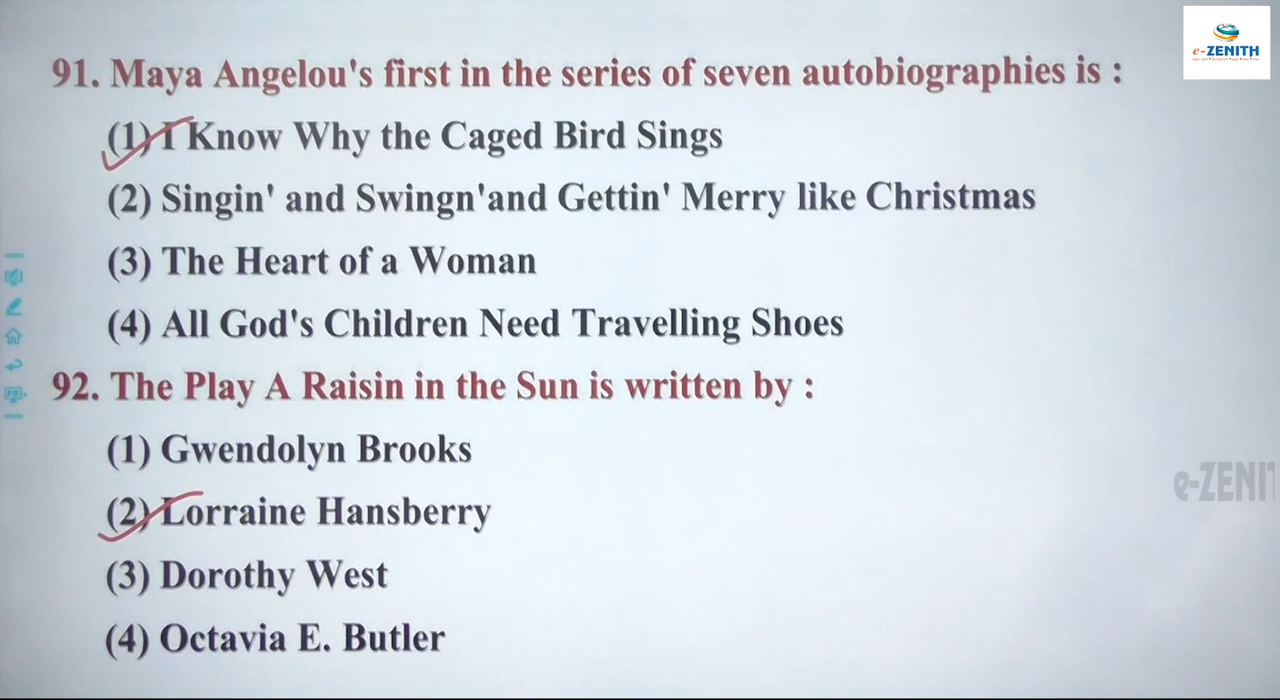 e-ZENITH
91. Maya Angelou's first in the series of seven autobiographies is :
(1) I Know Why the Caged Bird Sings
(2) Singin' and Swingn'and Gettin' Merry like Christmas
(3) The Heart of a Woman
(4) All God's Children Need Travelling Shoes
92. The Play A Raisin in the Sun is written by :
(1) Gwendolyn Brooks
e-ZENIT
(2) Lorraine Hansberry
(3) Dorothy West
(4) Octavia E. Butler